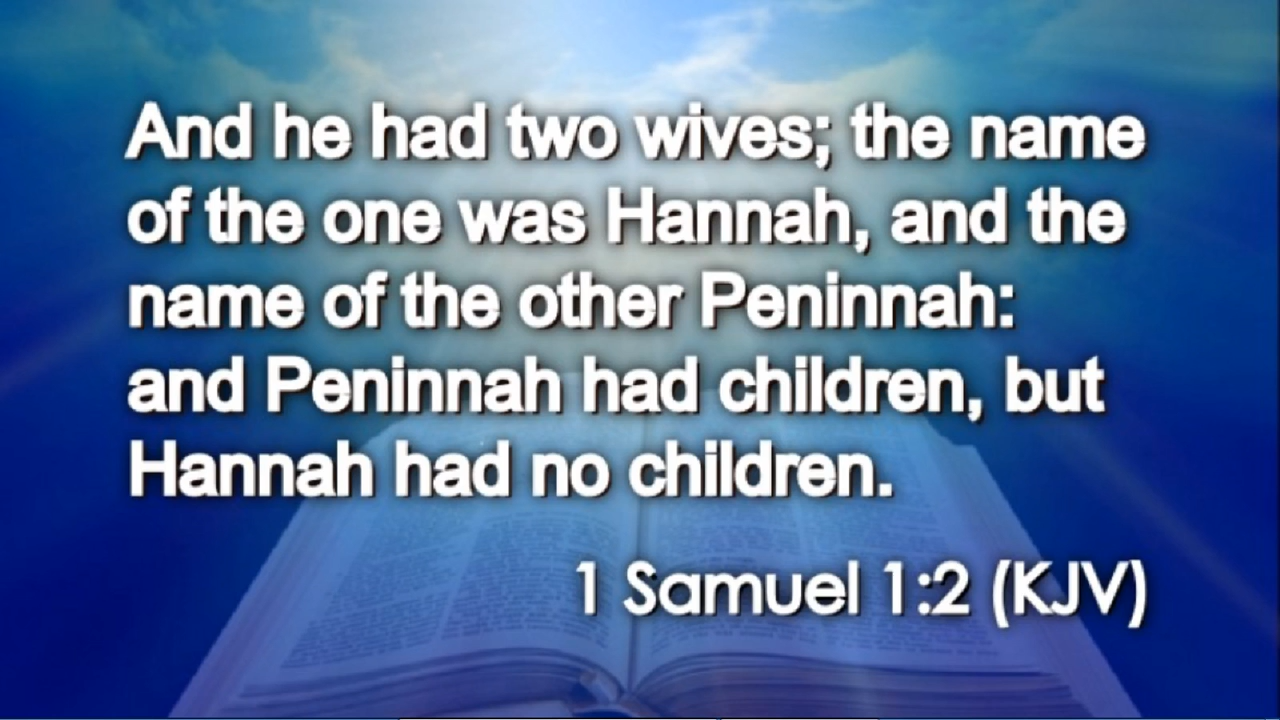 And he had two wives; the name
of the one was Hannah, and the
name of the other Peninnah:
and Peninnah had children, but
Hannah had no children.
1 Samuel 1:2 (KJV)